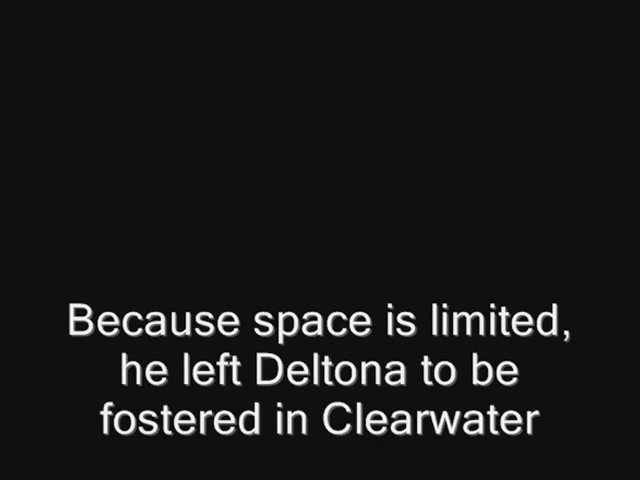 Because space is limited,
he left Deltona to be
fostered in Clearwater